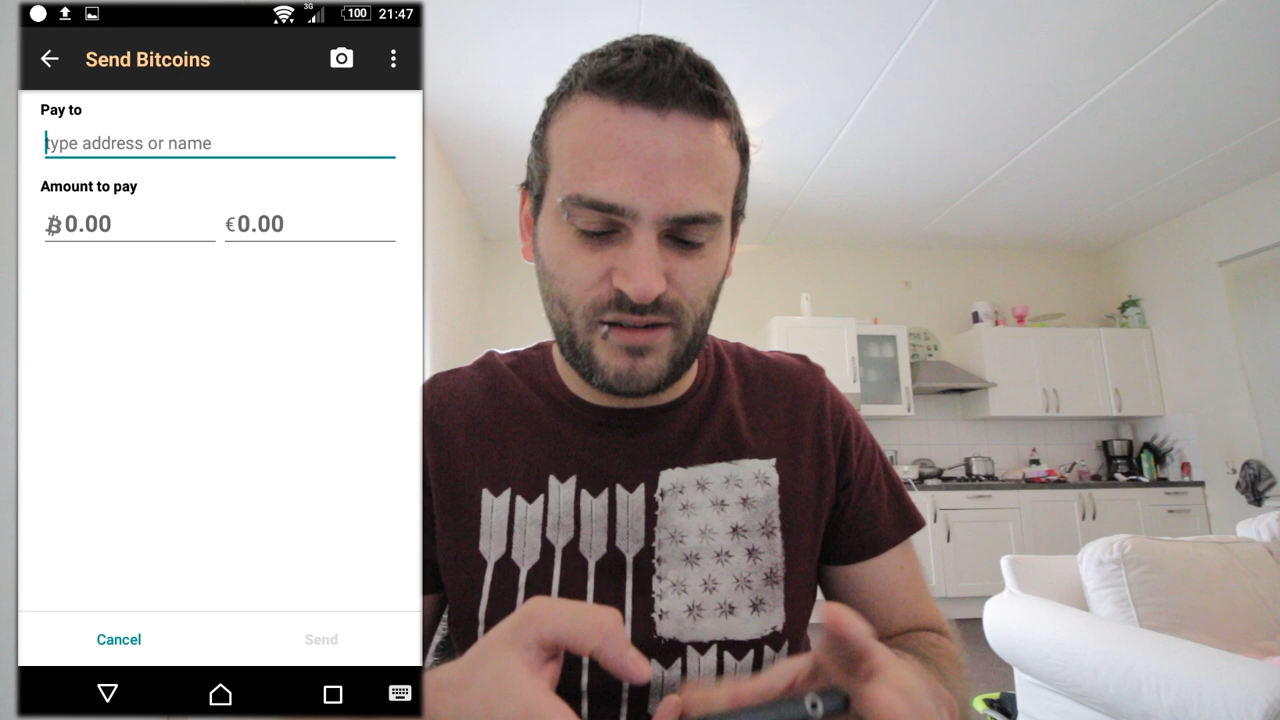 3G
100 21:47
Send Bitcoins
Pay to
type address or name
Amount to pay
₿0.00 €0.00
Cancel Send